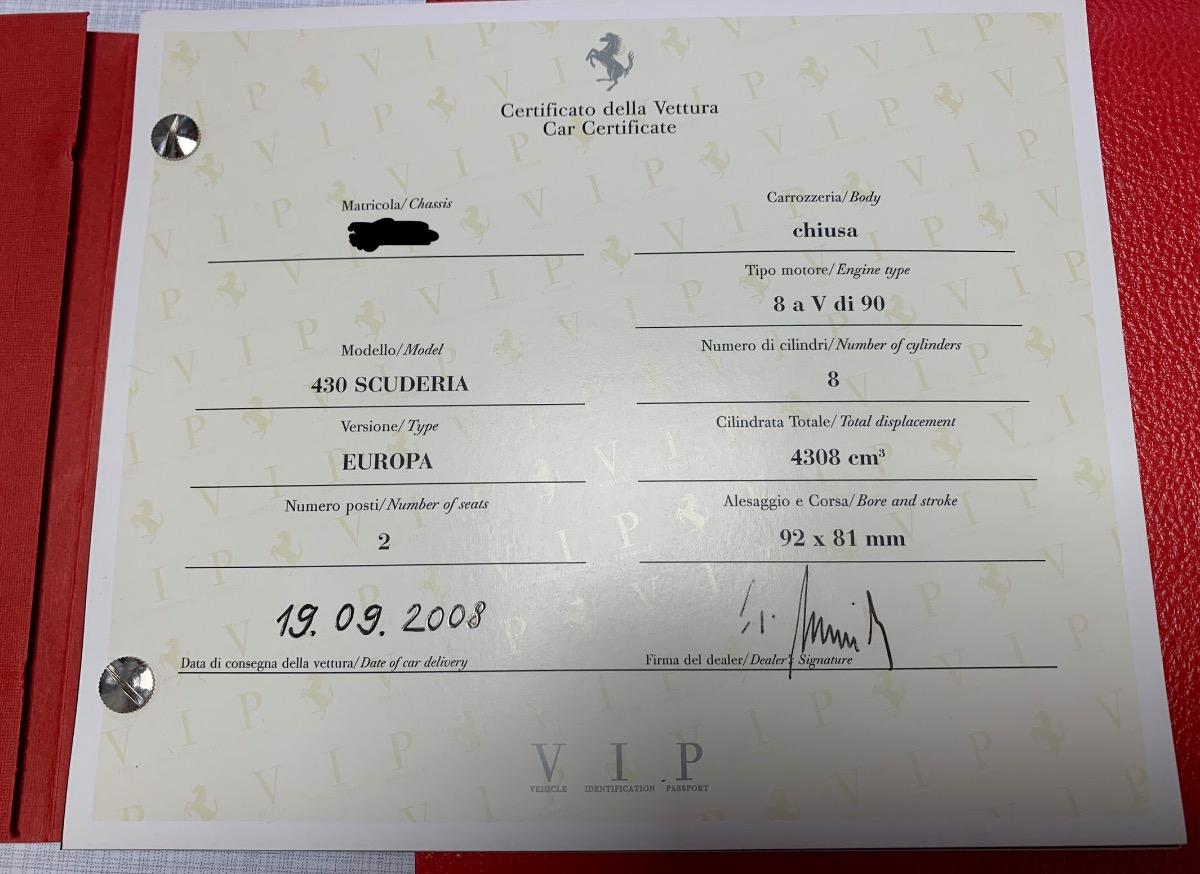 Certificato della Vettura
Car Certificate
Matricola/Chassis
Carrozzeria/Body
chiusa
Tipo motore/Engine type
8 a V di 90
Modello/Model
430 SCUDERIA
Numero di cilindri/Number of cylinders
8
Versione/Type
EUROPA
Cilindrata Totale/Total displacement
4308 cm³
Numero posti/Number of seats
2
Alesaggio e Corsa/Bore and stroke
92 x 81 mm
19. 09. 2008
Data di consegna della vettura/Date of car delivery
Firma del dealer/Dealer's Signature
V I P
VEHICLE IDENTIFICATION PASSPORT